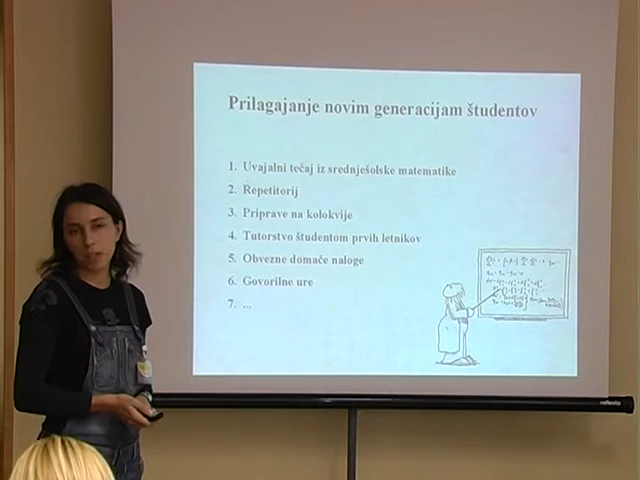 Prilagajanje novim generacijam študentov
1. Uvajalni tečaj iz srednješolske matematike
2. Repetitorij
3. Priprave na kolokvije
4. Tutorstvo študentom prvih letnikov
5. Obvezne domače naloge
6. Govorilne ure
7. ...
reflecta